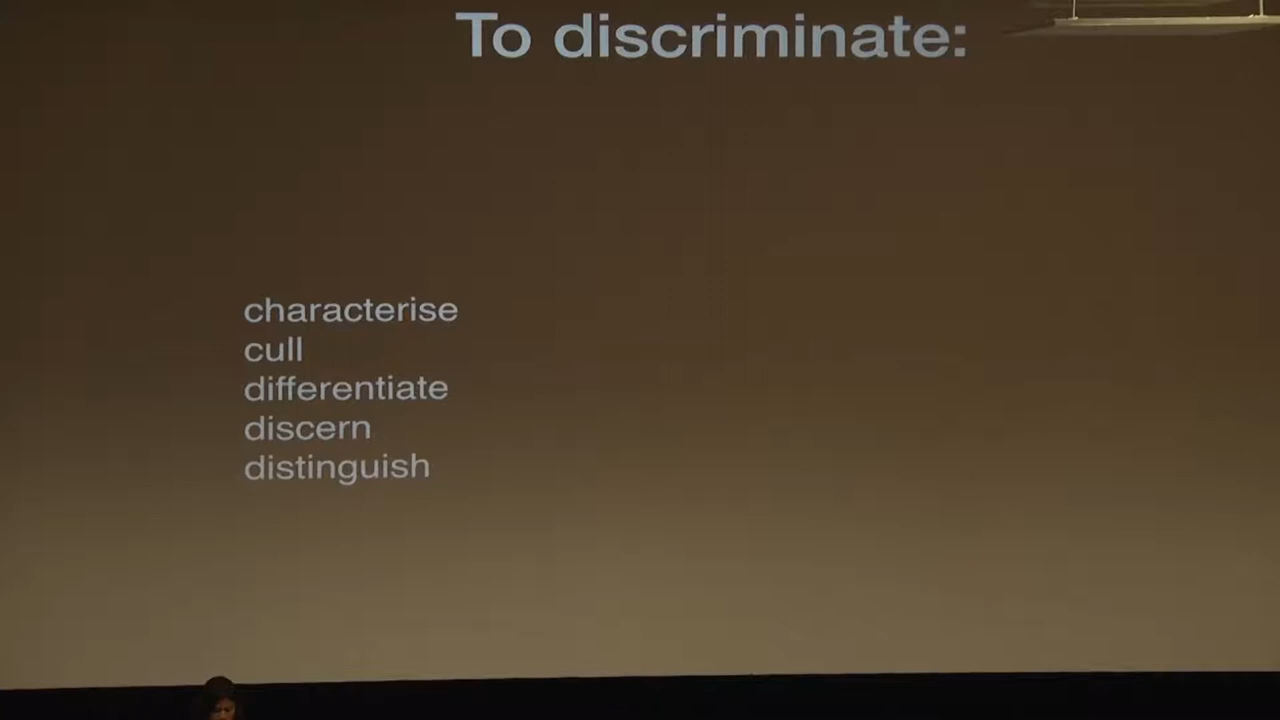 To discriminate:
characterise
cull
differentiate
discern
distinguish